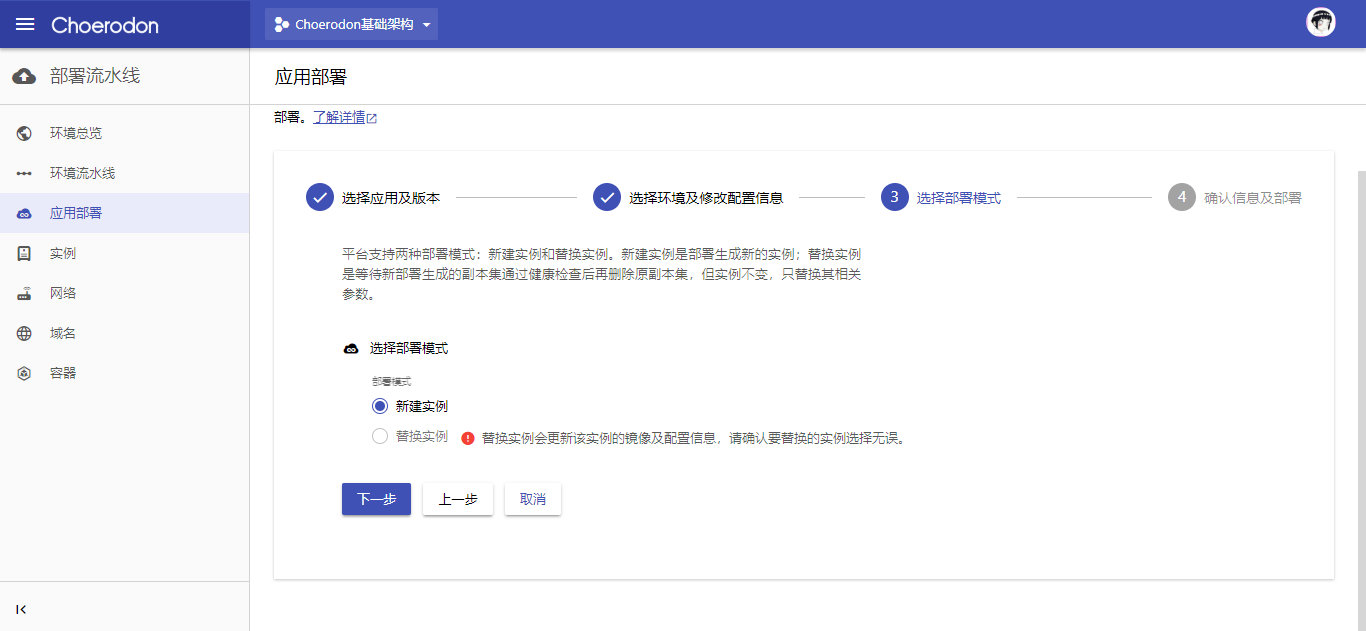 Choerodon
Choerodon基础架构
部署流水线
应用部署
环境总览
环境流水线
应用部署
实例
网络
域名
容器
部署。了解详情
选择应用及版本
选择环境及修改配置信息
3 选择部署模式
4 确认信息及部署
平台支持两种部署模式：新建实例和替换实例。新建实例是部署生成新的实例；替换实例
是等待新部署生成的副本集通过健康检查后再删除原副本集，但实例不变，只替换其相关
参数。
选择部署模式
部署模式
新建实例
替换实例
替换实例会更新该实例的镜像及配置信息，请确认要替换的实例选择无误。
下一步
上一步
取消